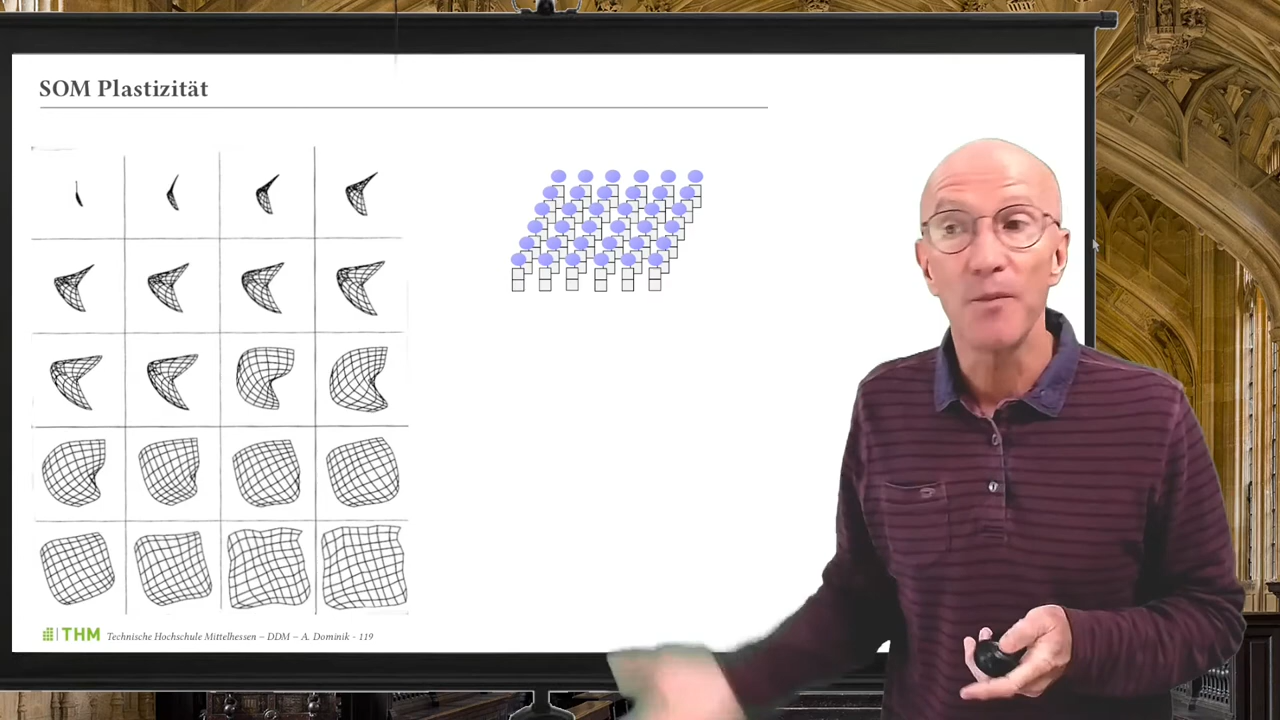 SOM Plastizität
THM Technische Hochschule Mittelhessen – DDM – A. Dominik - 119